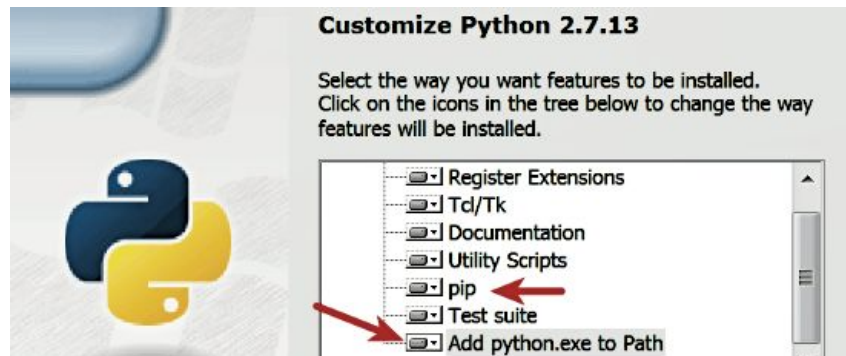 Customize Python 2.7.13
Select the way you want features to be installed.
Click on the icons in the tree below to change the way
features will be installed.
Register Extensions
Tcl/Tk
Documentation
Utility Scripts
pip
Test suite
Add python.exe to Path